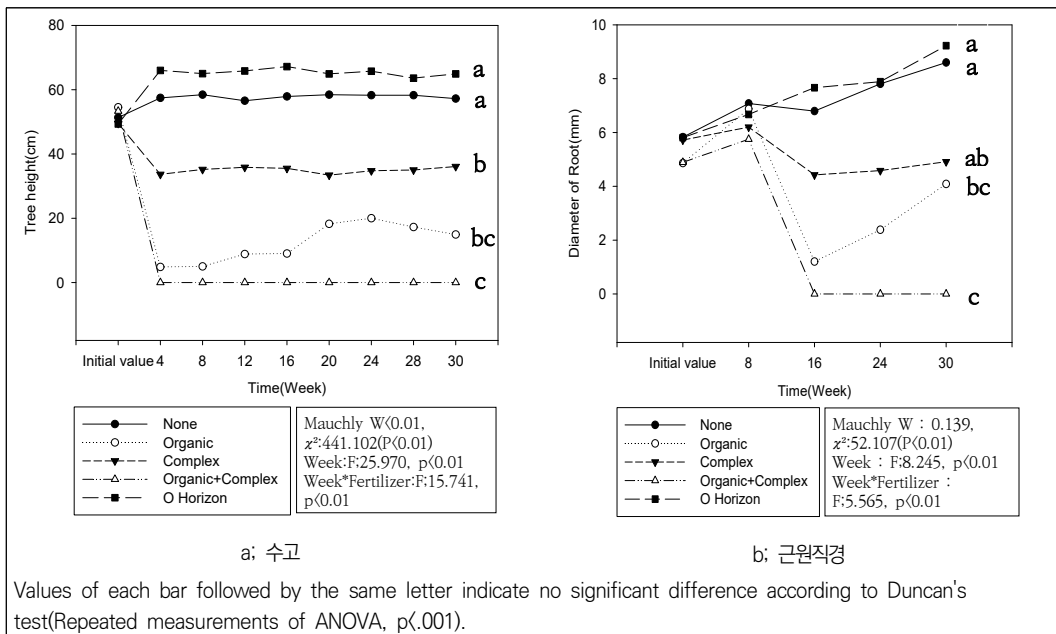 80
60
40
20
0
Tree height(cm)
a
a
b
bc
c
Initial value 4 8 12 16 20 24 28 30
Time(Week)
None
Organic
Complex
Organic+Complex
O Horizon
Mauchly W<0.01,
χ²:441.102(P<0.01)
Week:F;25.970, p<0.01
Week*Fertilizer:F;15.741,
p<0.01
a; 수고
10
8
6
4
2
0
Diameter of Root(mm)
a
a
ab
bc
c
Initial value 8 16 24 30
Time(Week)
None
Organic
Complex
Organic+Complex
O Horizon
Mauchly W : 0.139,
χ²:52.107(P<0.01)
Week : F;8.245, p<0.01
Week*Fertilizer :
F;5.565, p<0.01
b; 근원직경
Values of each bar followed by the same letter indicate no significant difference according to Duncan's
test(Repeated measurements of ANOVA, p<.001).